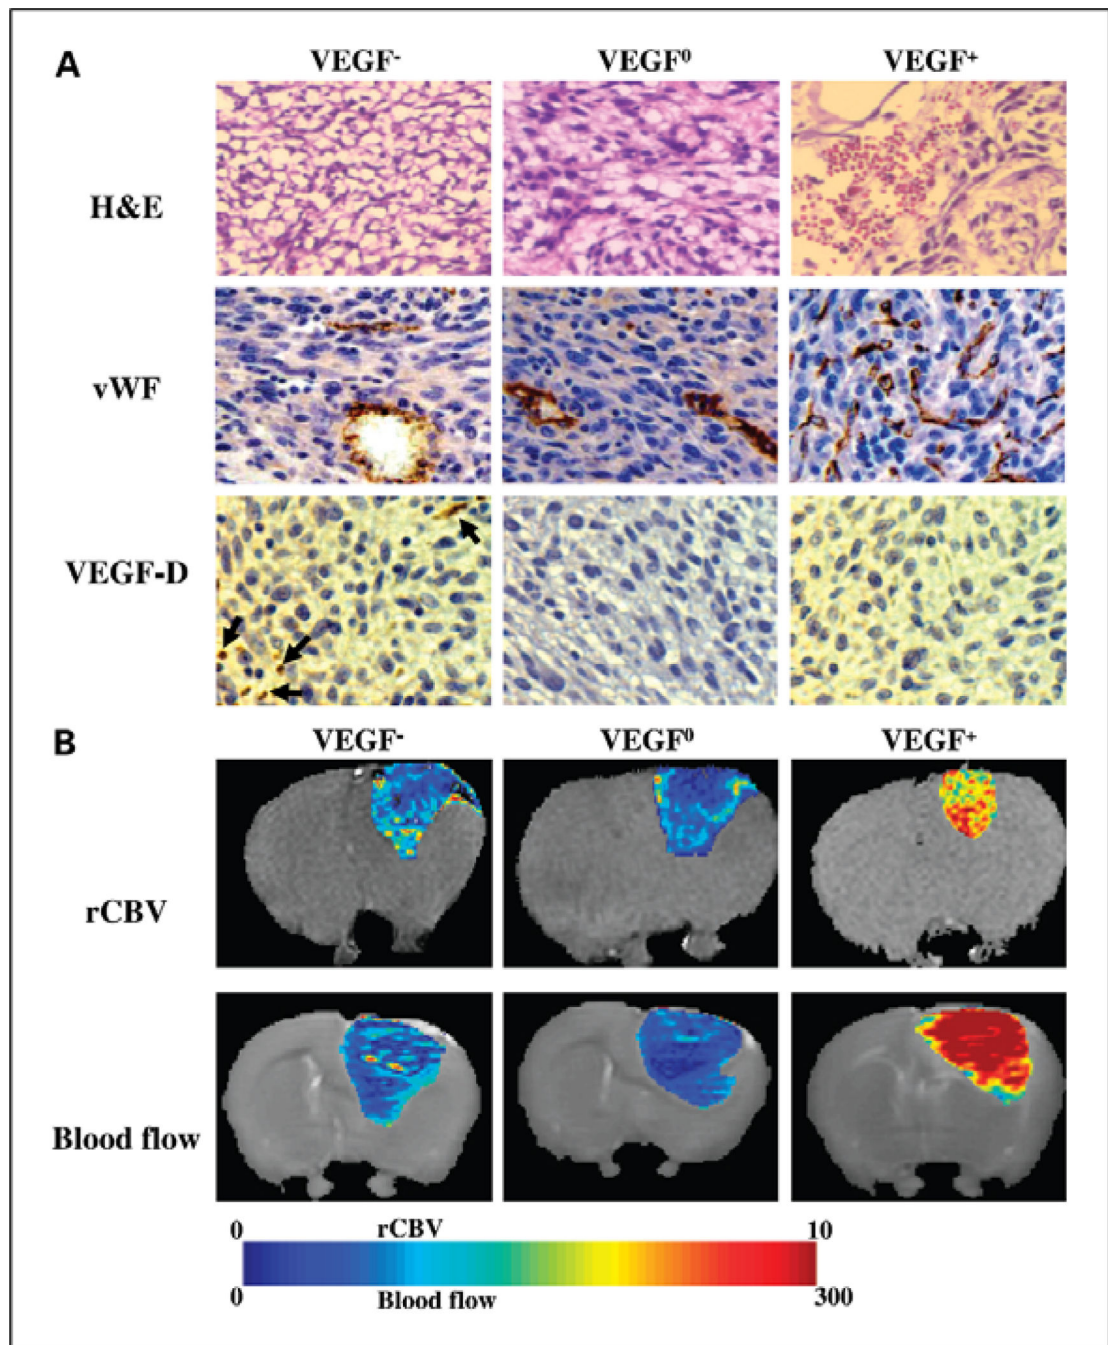 A
VEGF⁻ VEGF⁰ VEGF⁺
H&E
vWF
VEGF-D
B
VEGF⁻ VEGF⁰ VEGF⁺
rCBV
Blood flow
0 rCBV 10
0 Blood flow 300